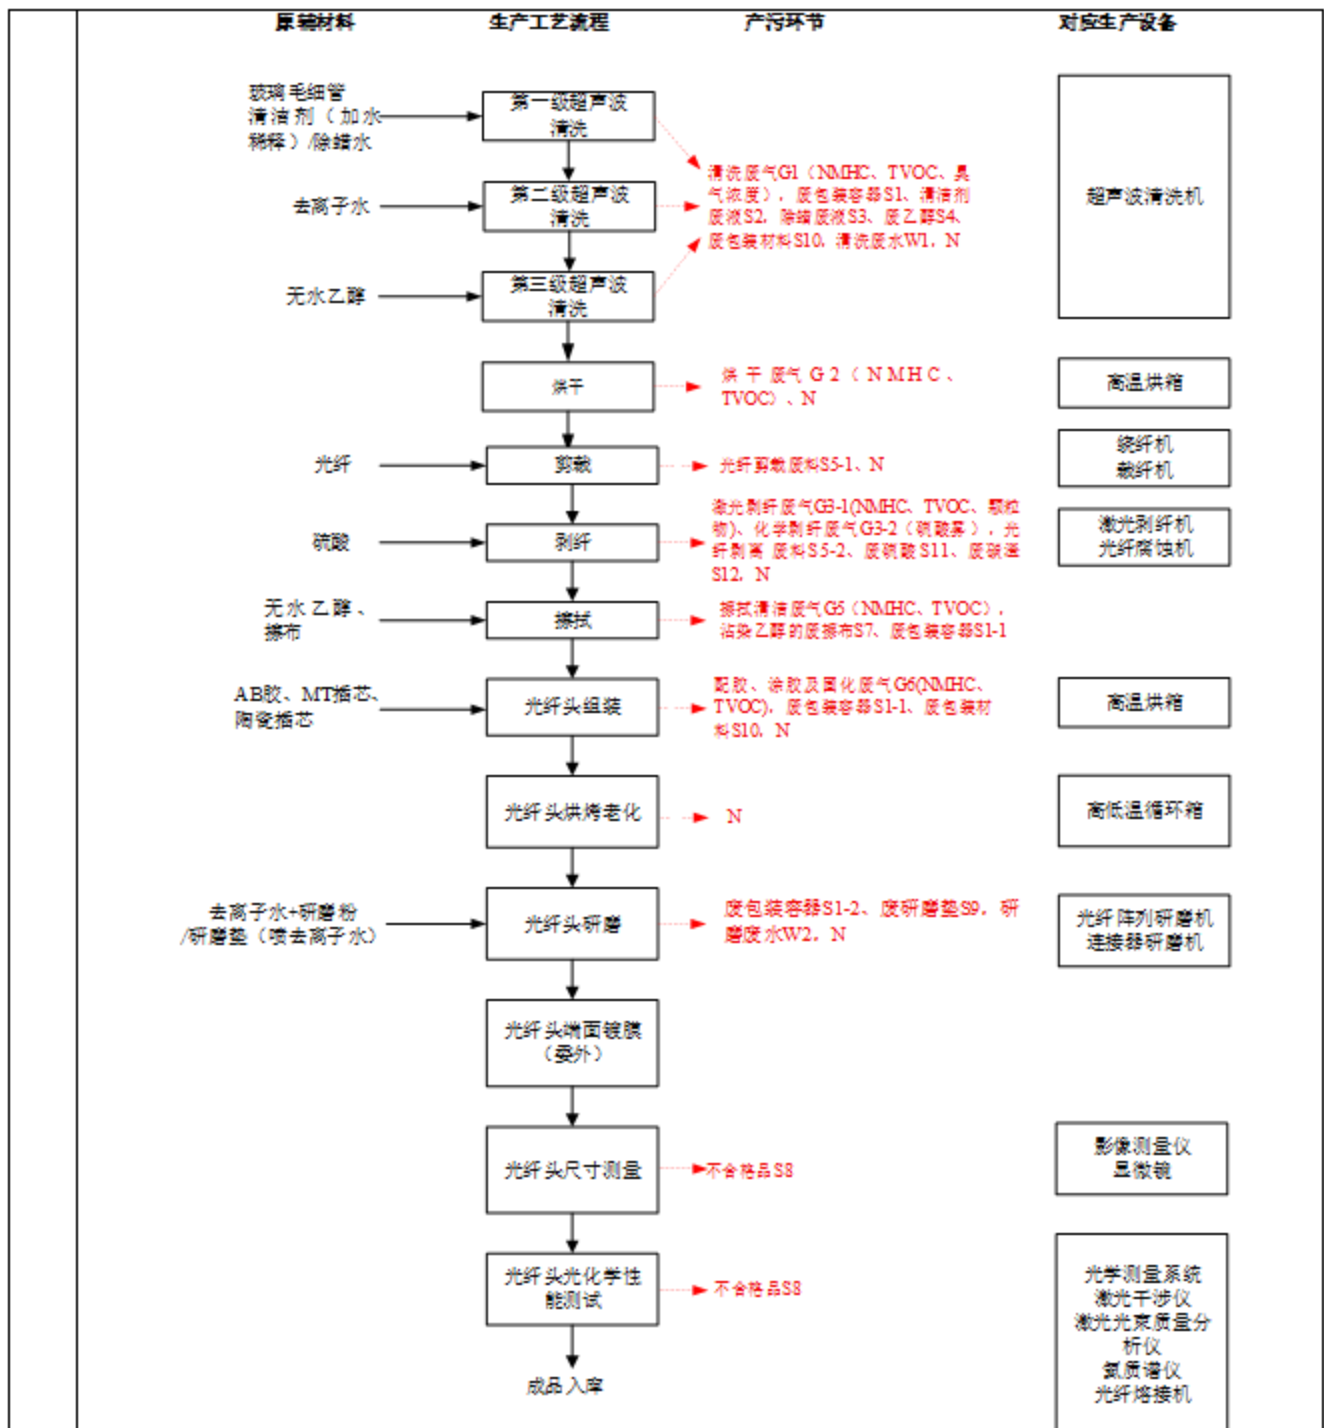 原辅材料
生产工艺流程
产污环节
对应生产设备
玻璃毛细管
清洁剂（加水
稀释）/除蜡水
第一级超声波
清洗
去离子水
第二级超声波
清洗
清洗废气G1（NMHC、TVOC、臭
气浓度），废包装容器S1、清洁剂
废液S2，除蜡废液S3、废乙醇S4、
废包装材料S10，清洗废水W1，N
超声波清洗机
无水乙醇
第三级超声波
清洗
烘干
烘干废气G2（NMHC、
TVOC）、N
高温烘箱
光纤
剪裁
光纤剪裁废料S5-1、N
绕纤机
裁纤机
硫酸
剥纤
激光剥纤废气G3-1(NMHC、TVOC、颗粒
物)、化学剥纤废气G3-2（硫酸雾），光
纤剥离 废料S5-2、废硫酸S11、废碳渣
S12，N
激光剥纤机
光纤腐蚀机
无水乙醇、
擦布
擦拭
擦拭清洁废气G5（NMHC、TVOC），
沾染乙醇的废擦布S7、废包装容器S1-1
AB胶、MT插芯、
陶瓷插芯
光纤头组装
配胶、涂胶及固化废气G6(NMHC、
TVOC)，废包装容器S1-1、废包装材
料S10，N
高温烘箱
光纤头烘烤老化
N
高低温循环箱
去离子水+研磨粉
/研磨垫（喷去离子水）
光纤头研磨
废包装容器S1-2、废研磨垫S9，研
磨废水W2，N
光纤阵列研磨机
连接器研磨机
光纤头端面镀膜
（委外）
光纤头尺寸测量
不合格品S8
影像测量仪
显微镜
光纤头光化学性
能测试
不合格品S8
光学测量系统
激光干涉仪
激光光束质量分
析仪
氦质谱仪
光纤熔接机
成品入库